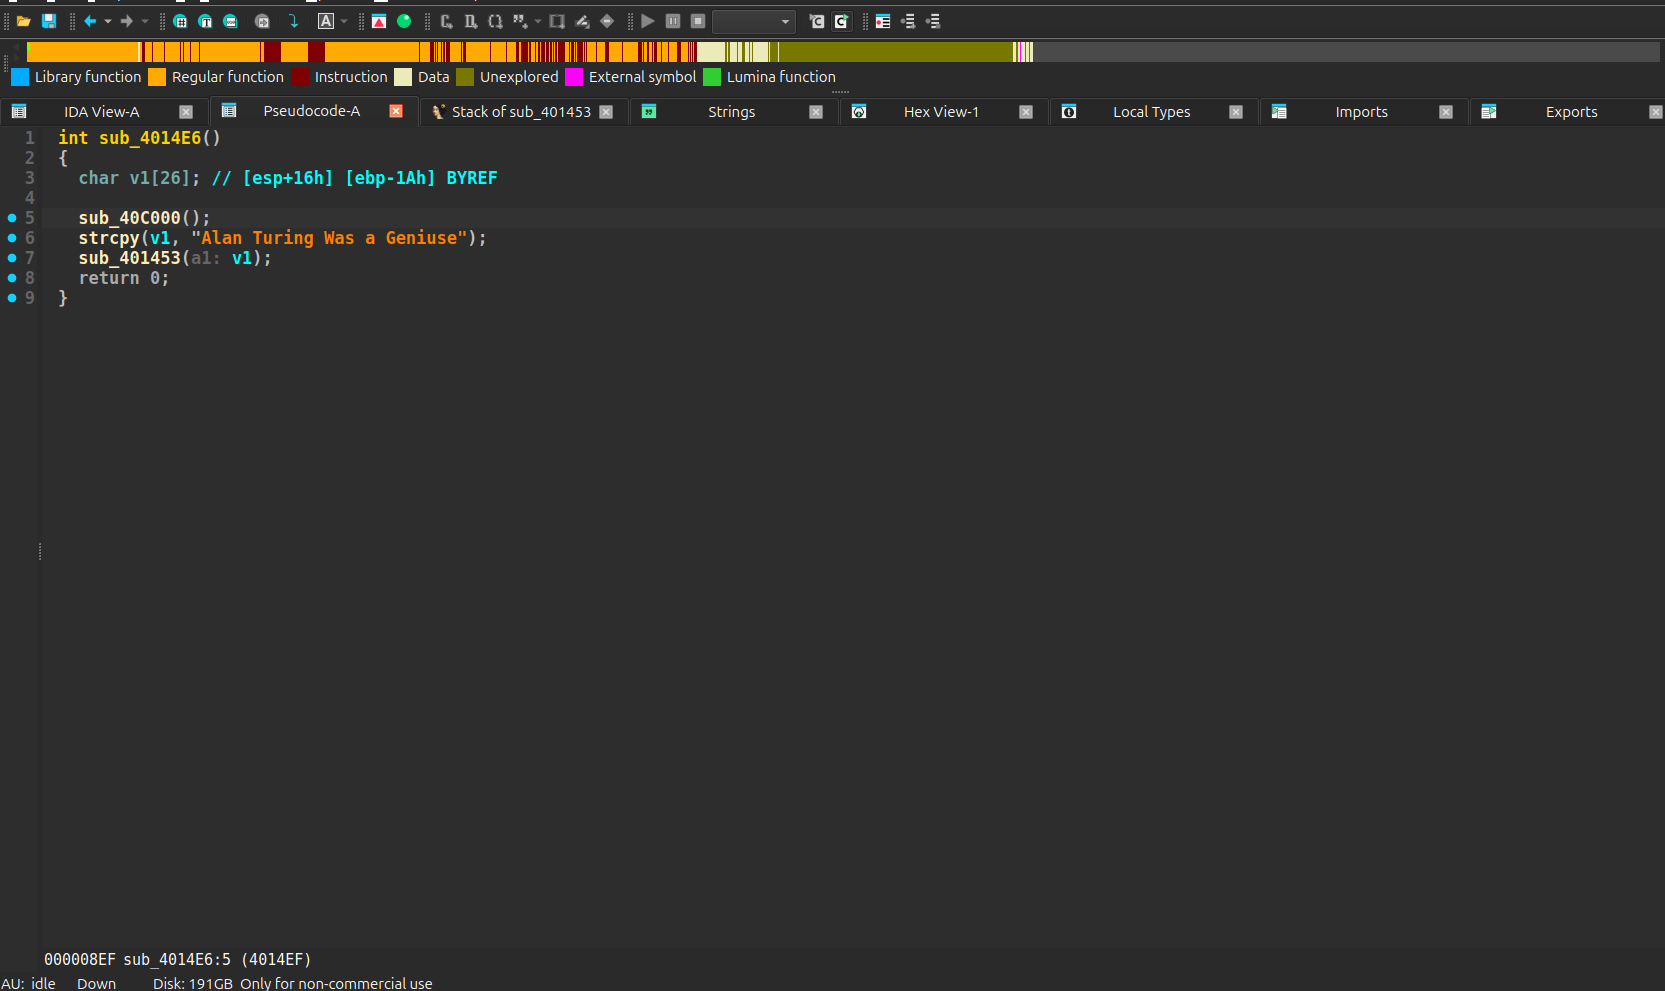 Library function Regular function Instruction Data Unexplored External symbol Lumina function
IDA View-A Pseudocode-A Stack of sub_401453 Strings Hex View-1 Local Types Imports Exports
1 int sub_4014E6()
2 {
3 char v1[26]; // [esp+16h] [ebp-1Ah] BYREF
4
5 sub_40C000();
6 strcpy(v1, "Alan Turing Was a Geniuse");
7 sub_401453(a1: v1);
8 return 0;
9 }
000008EF sub_4014E6:5 (4014EF)
AU: idle Down Disk: 191GB Only for non-commercial use